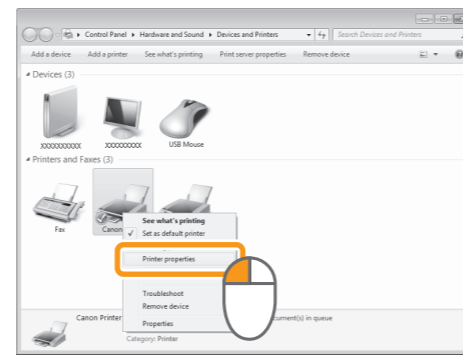 Control Panel ▸ Hardware and Sound ▸ Devices and Printers
Search Devices and Printers
Add a device Add a printer See what's printing Print server properties Remove device
Devices (3)
XXXXXXXXXX XXXXXXXXX USB Mouse
Printers and Faxes (3)
Fax Canon
See what's printing
Set as default printer
Printer properties
Troubleshoot
Remove device
Properties
Canon Printer
in queue
Category: Printer